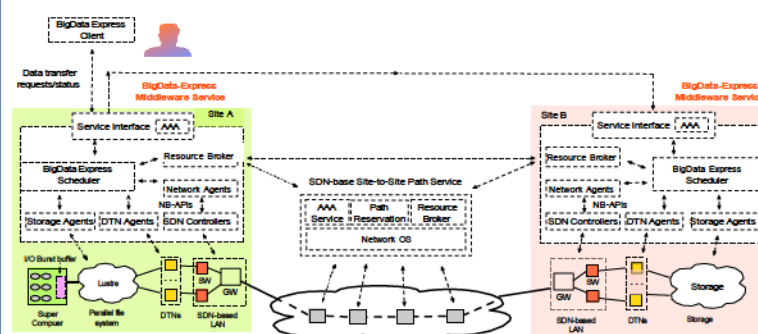 BigData Express
Client
Data transfer
requests/status
BigData-Express
Middleware Service
Site A
Service Interface
AAA
BigData Express
Scheduler
Resource Broker
Network Agents
NB-APIs
Storage Agents
DTN Agents
SDN Controllers
I/O Burst buffer
Super
Compuer
Lustre
Parallel file
system
DTNs
SW
GW
SDN-based
LAN
SDN-base Site-to-Site Path Service
AAA
Service
Path
Reservation
Resource
Broker
Network OS
BigData-Express
Middleware Servic
Site B
Service Interface
AAA
Resource Broker
BigData Express
Scheduler
Network Agents
NB-APIs
SDN Controllers
DTN Agents
Storage Agents
GW
SW
SDN-based
LAN
DTNs
Storage
Storage